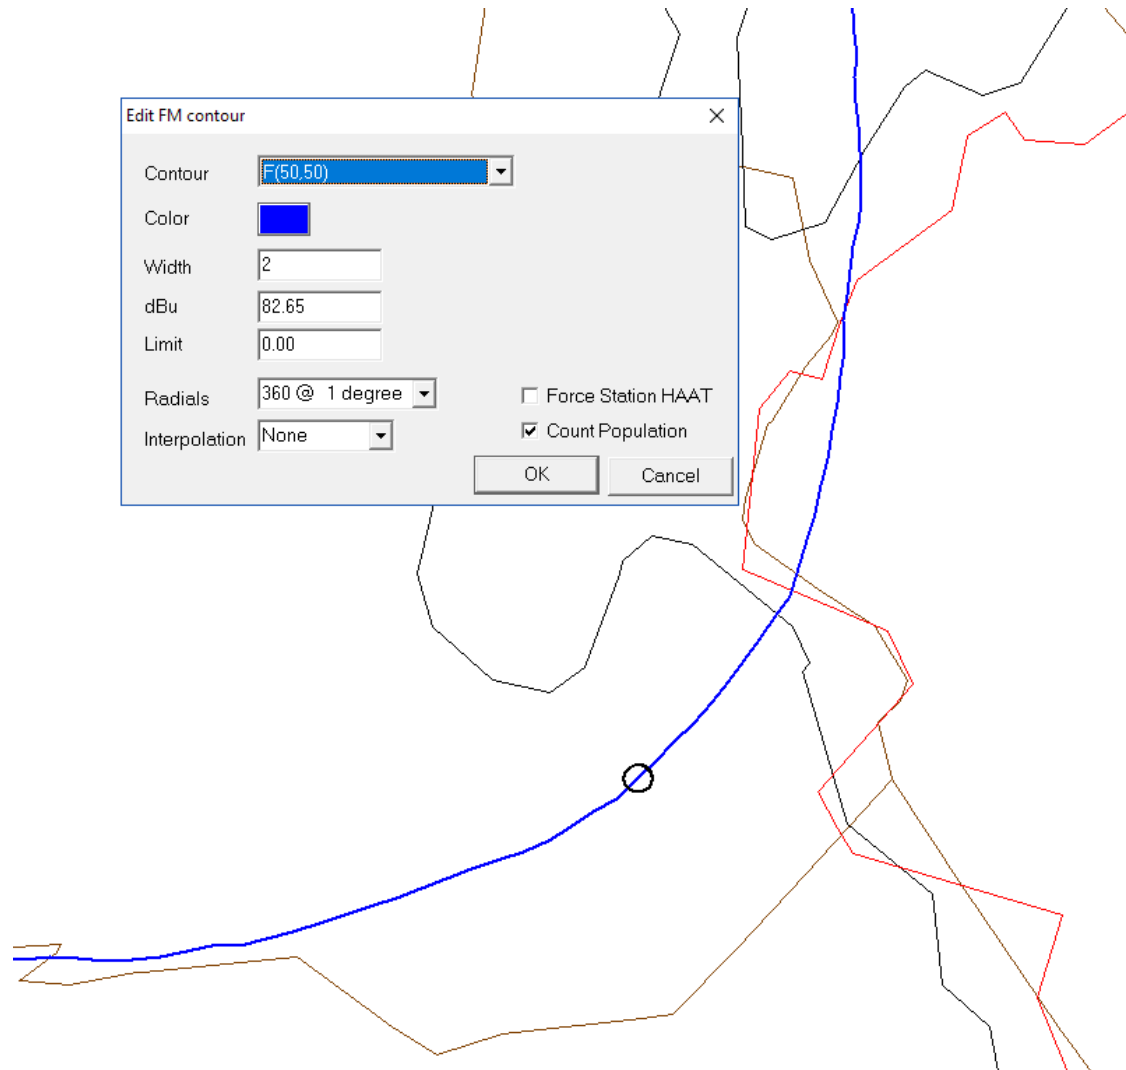 Edit FM contour
Contour F(50,50)
Color
Width 2
dBu 82.65
Limit 0.00
Radials 360 @ 1 degree Force Station HAAT
Interpolation None Count Population
OK Cancel